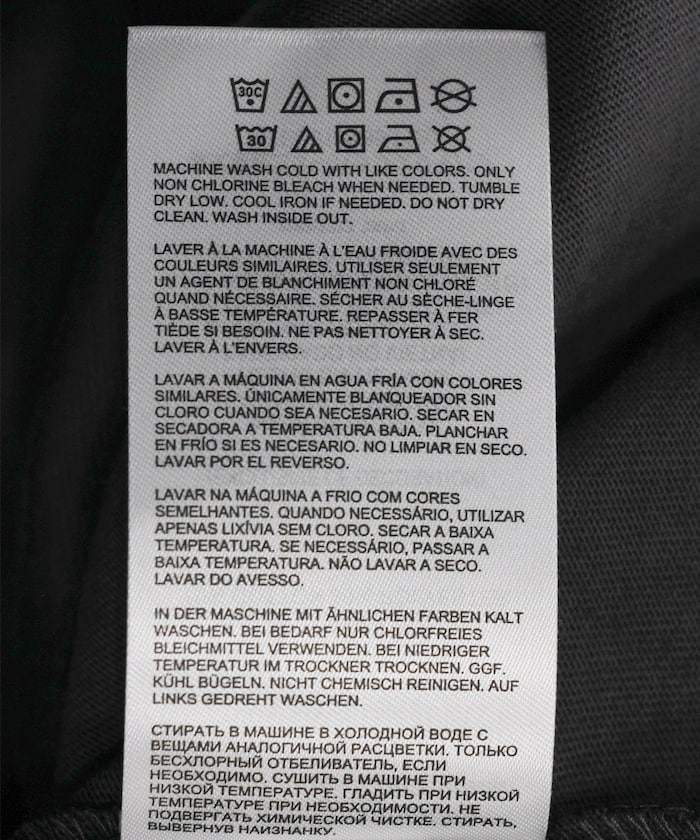 30C
30
MACHINE WASH COLD WITH LIKE COLORS. ONLY
NON CHLORINE BLEACH WHEN NEEDED. TUMBLE
DRY LOW. COOL IRON IF NEEDED. DO NOT DRY
CLEAN. WASH INSIDE OUT.
LAVER À LA MACHINE À L'EAU FROIDE AVEC DES
COULEURS SIMILAIRES. UTILISER SEULEMENT
UN AGENT DE BLANCHIMENT NON CHLORÉ
QUAND NÉCESSAIRE. SÉCHER AU SÈCHE-LINGE
À BASSE TEMPÉRATURE. REPASSER À FER
TIÈDE SI BESOIN. NE PAS NETTOYER À SEC.
LAVER À L'ENVERS.
LAVAR A MÁQUINA EN AGUA FRÍA CON COLORES
SIMILARES. ÚNICAMENTE BLANQUEADOR SIN
CLORO CUANDO SEA NECESARIO. SECAR EN
SECADORA A TEMPERATURA BAJA. PLANCHAR
EN FRÍO SI ES NECESARIO. NO LIMPIAR EN SECO.
LAVAR POR EL REVERSO.
LAVAR NA MÁQUINA A FRIO COM CORES
SEMELHANTES. QUANDO NECESSÁRIO, UTILIZAR
APENAS LIXÍVIA SEM CLORO. SECAR A BAIXA
TEMPERATURA. SE NECESSÁRIO, PASSAR A
BAIXA TEMPERATURA. NÃO LAVAR A SECO.
LAVAR DO AVESSO.
IN DER MASCHINE MIT ÄHNLICHEN FARBEN KALT
WASCHEN. BEI BEDARF NUR CHLORFREIES
BLEICHMITTEL VERWENDEN. BEI NIEDRIGER
TEMPERATUR IM TROCKNER TROCKNEN. GGF.
KÜHL BÜGELN. NICHT CHEMISCH REINIGEN. AUF
LINKS GEDREHT WASCHEN.
СТИРАТЬ В МАШИНЕ В ХОЛОДНОЙ ВОДЕ С
ВЕЩАМИ АНАЛОГИЧНОЙ РАСЦВЕТКИ. ТОЛЬКО
БЕСХЛОРНЫЙ ОТБЕЛИВАТЕЛЬ, ЕСЛИ
НЕОБХОДИМО. СУШИТЬ В МАШИНЕ ПРИ
НИЗКОЙ ТЕМПЕРАТУРЕ. ГЛАДИТЬ ПРИ НИЗКОЙ
ТЕМПЕРАТУРЕ ПРИ НЕОБХОДИМОСТИ. НЕ
ПОДВЕРГАТЬ ХИМИЧЕСКОЙ ЧИСТКЕ. СТИРАТЬ,
ВЫВЕРНУВ НАИЗНАНКУ.